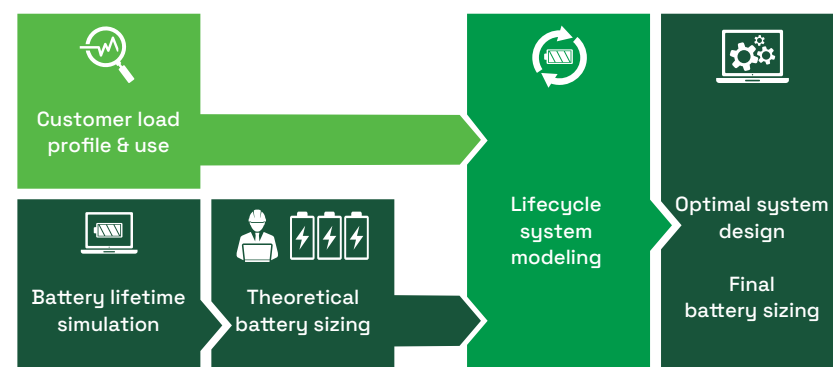 Customer load
profile & use
Battery lifetime
simulation
Theoretical
battery sizing
Lifecycle
system
modeling
Optimal system
design
Final
battery sizing